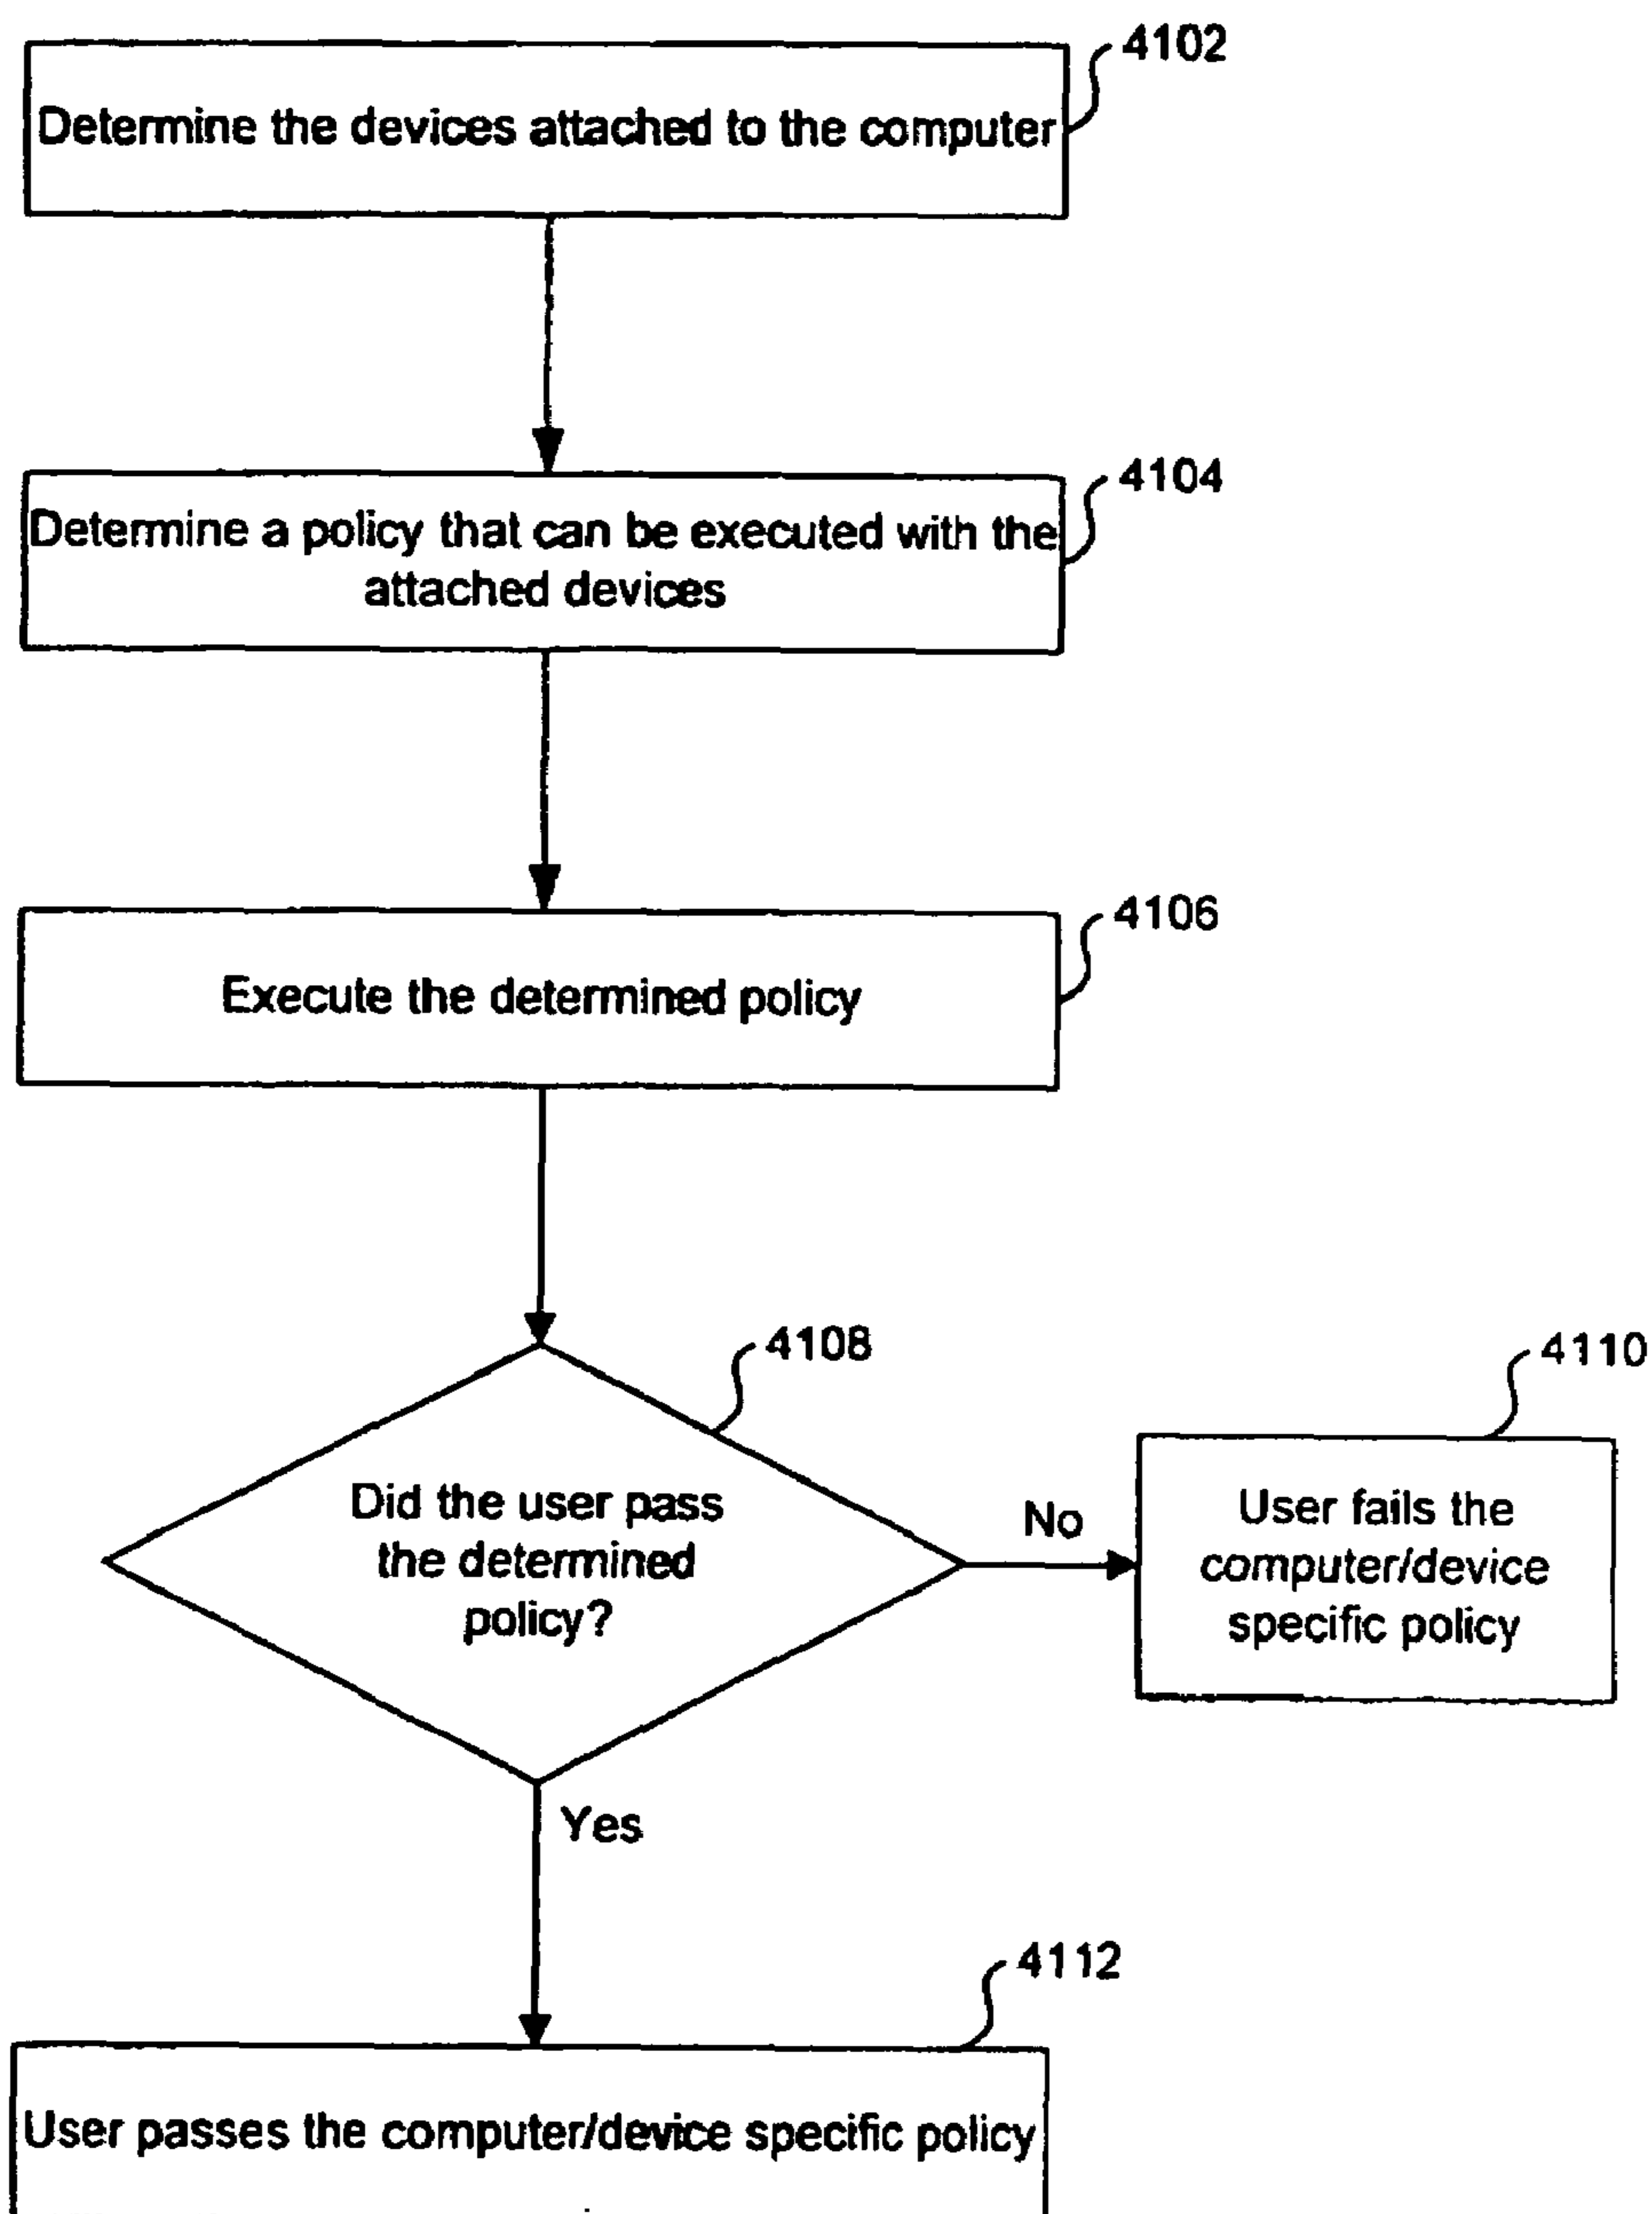 4102
Determine the devices attached to the computer
4104
Determine a policy that can be executed with the
attached devices
4106
Execute the determined policy
4108
Did the user pass
the determined
policy?
No
4110
User fails the
computer/device
specific policy
Yes
4112
User passes the computer/device specific policy